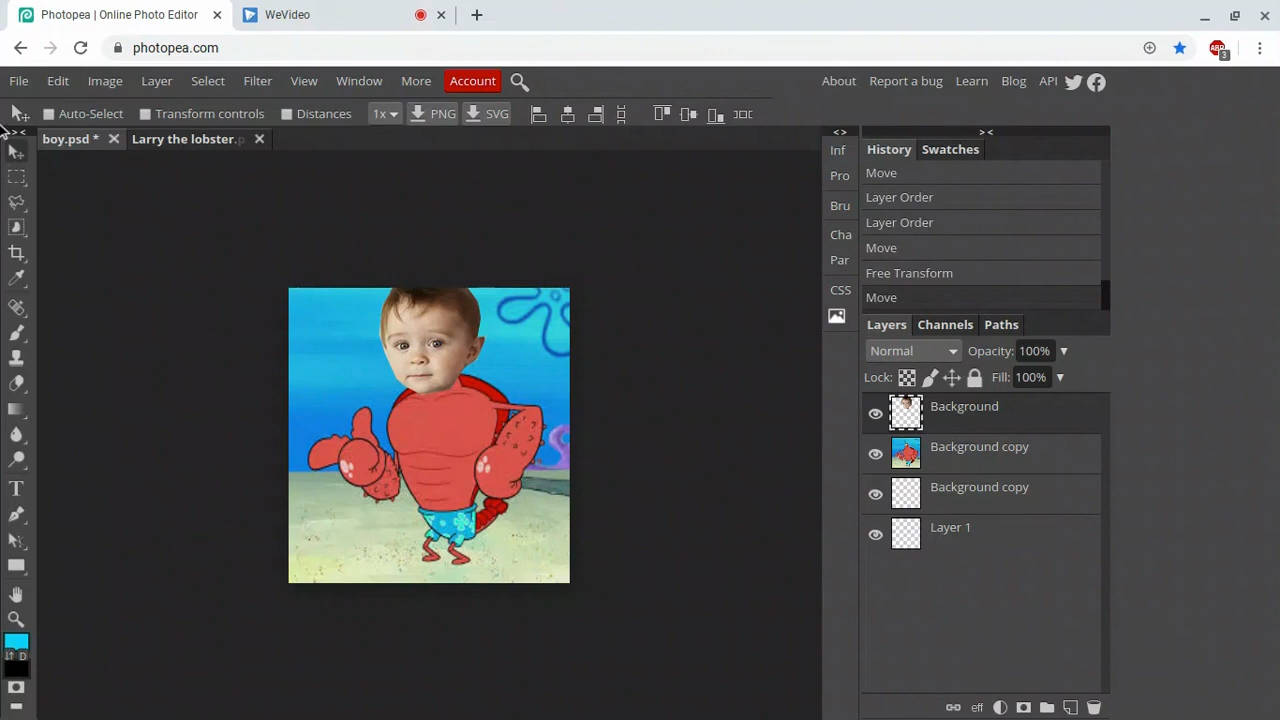 Photopea | Online Photo Editor
WeVideo
photopea.com
3
File Edit Image Layer Select Filter View Window More Account
About Report a bug Learn Blog API
Auto-Select Transform controls Distances 1x PNG SVG
boy.psd * Larry the lobster.p
Inf
Pro
Bru
Cha
Par
CSS
History Swatches
Move
Layer Order
Layer Order
Move
Free Transform
Move
Layers Channels Paths
Normal Opacity: 100%
Lock: Fill: 100%
Background
Background copy
Background copy
Layer 1
D
eff